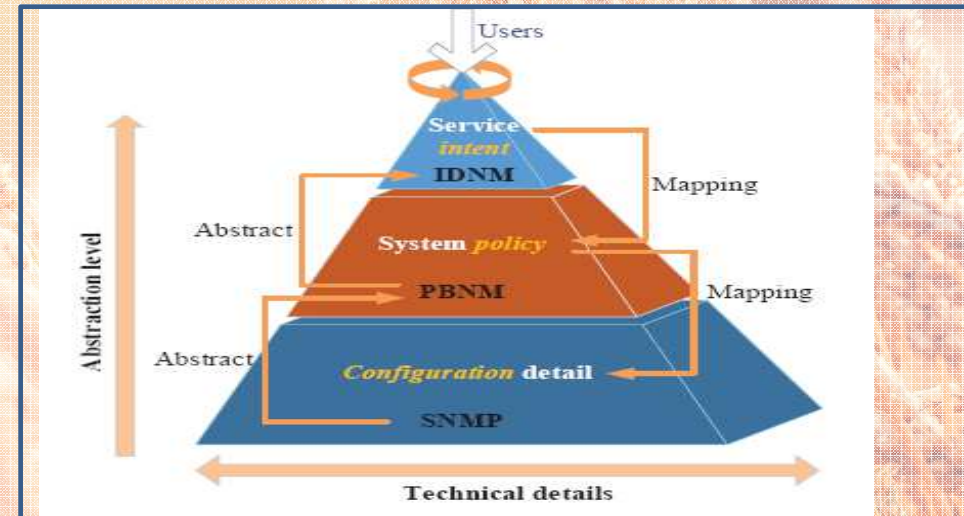 Users
Service
intent
IDNM
Mapping
Abstract
System policy
PBNM
Mapping
Abstract
Configuration detail
SNMP
Abstraction level
Technical details